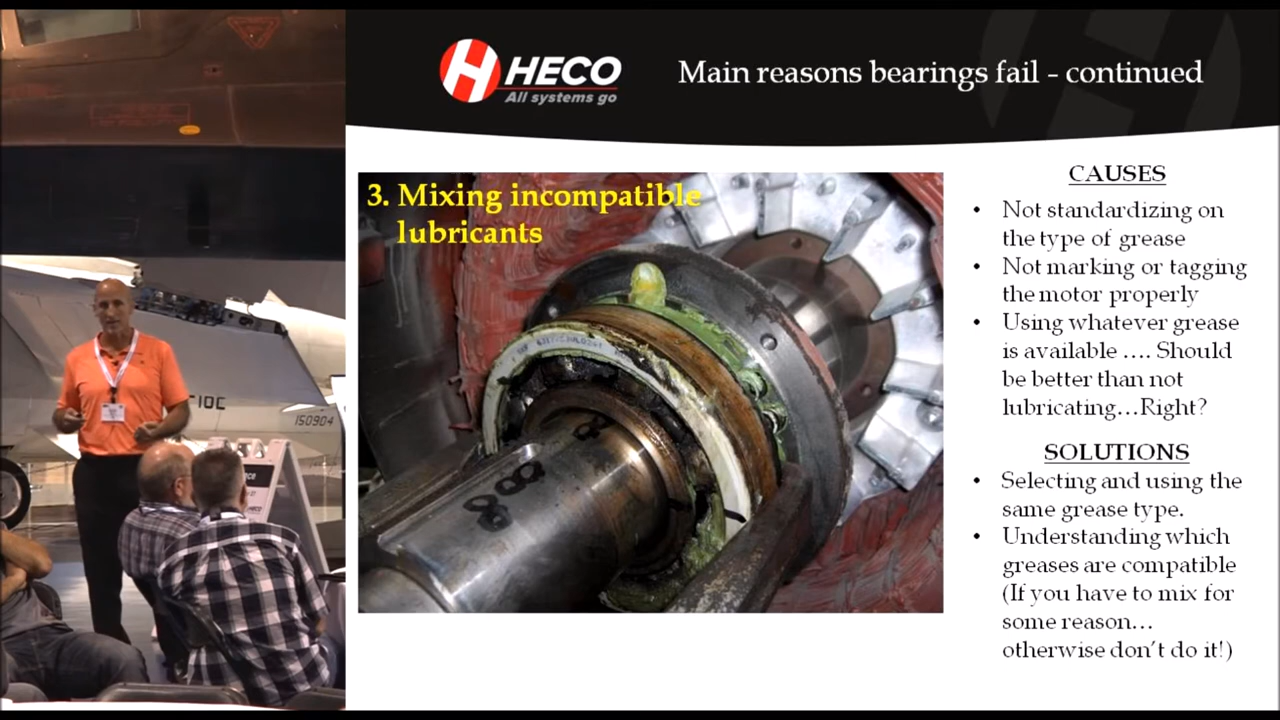 HECO
All systems go
Main reasons bearings fail - continued
3. Mixing incompatible
lubricants
88
8
CAUSES
• Not standardizing on
the type of grease
• Not marking or tagging
the motor properly
• Using whatever grease
is available .... Should
be better than not
lubricating...Right?
SOLUTIONS
• Selecting and using the
same grease type.
• Understanding which
greases are compatible
(If you have to mix for
some reason...
otherwise don't do it!)
150904